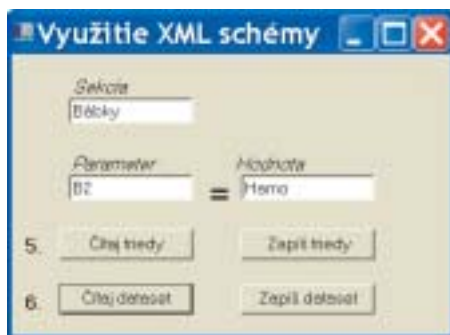 Využitie XML schémy
Sekcia
Bábky
Parameter Hodnota
B2 = Hamo
5. Čítaj triedy Zapíš triedy
6. Čítaj dataset Zapíš dataset